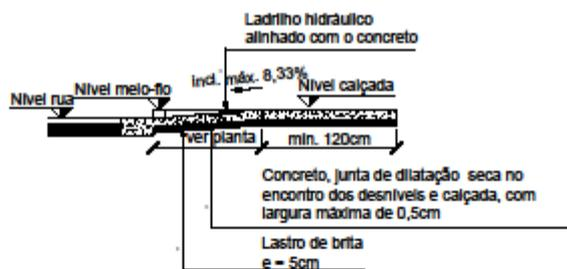 Ladrilho hidráulico
alinhado com o concreto
incl. máx. 8,33%
Nível meio-fio
Nível calçada
Nível rua
ver planta
min. 120cm
Concreto, junta de dilatação seca no
encontro dos desníveis e calçada, com
largura máxima de 0,5cm
Lastro de brita
e = 5cm